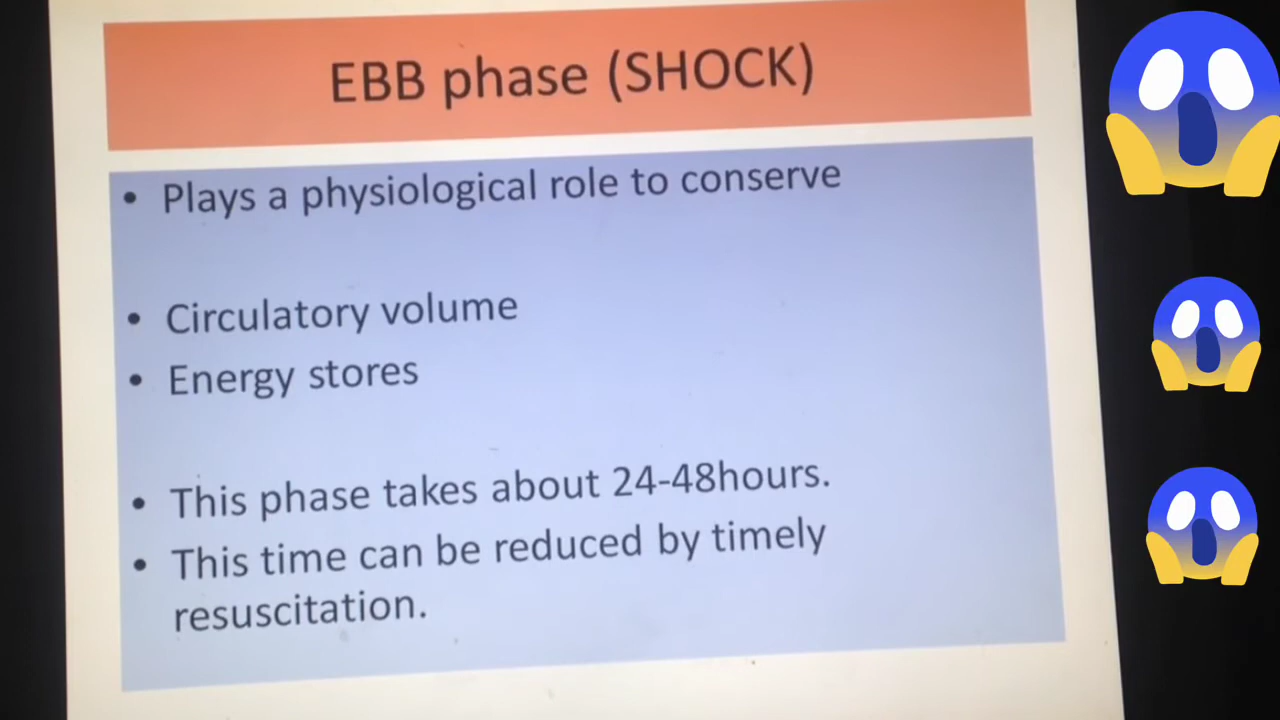 EBB phase (SHOCK)
• Plays a physiological role to conserve
• Circulatory volume
• Energy stores
• This phase takes about 24-48hours.
• This time can be reduced by timely
resuscitation.